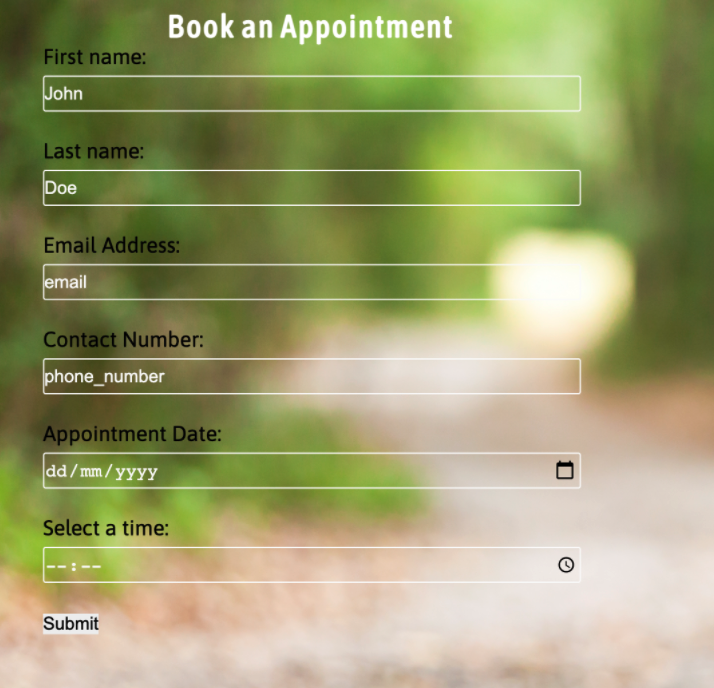 Book an Appointment
First name:
John
Last name:
Doe
Email Address:
email
Contact Number:
phone_number
Appointment Date:
dd/mm/yyyy
Select a time:
--:--
Submit